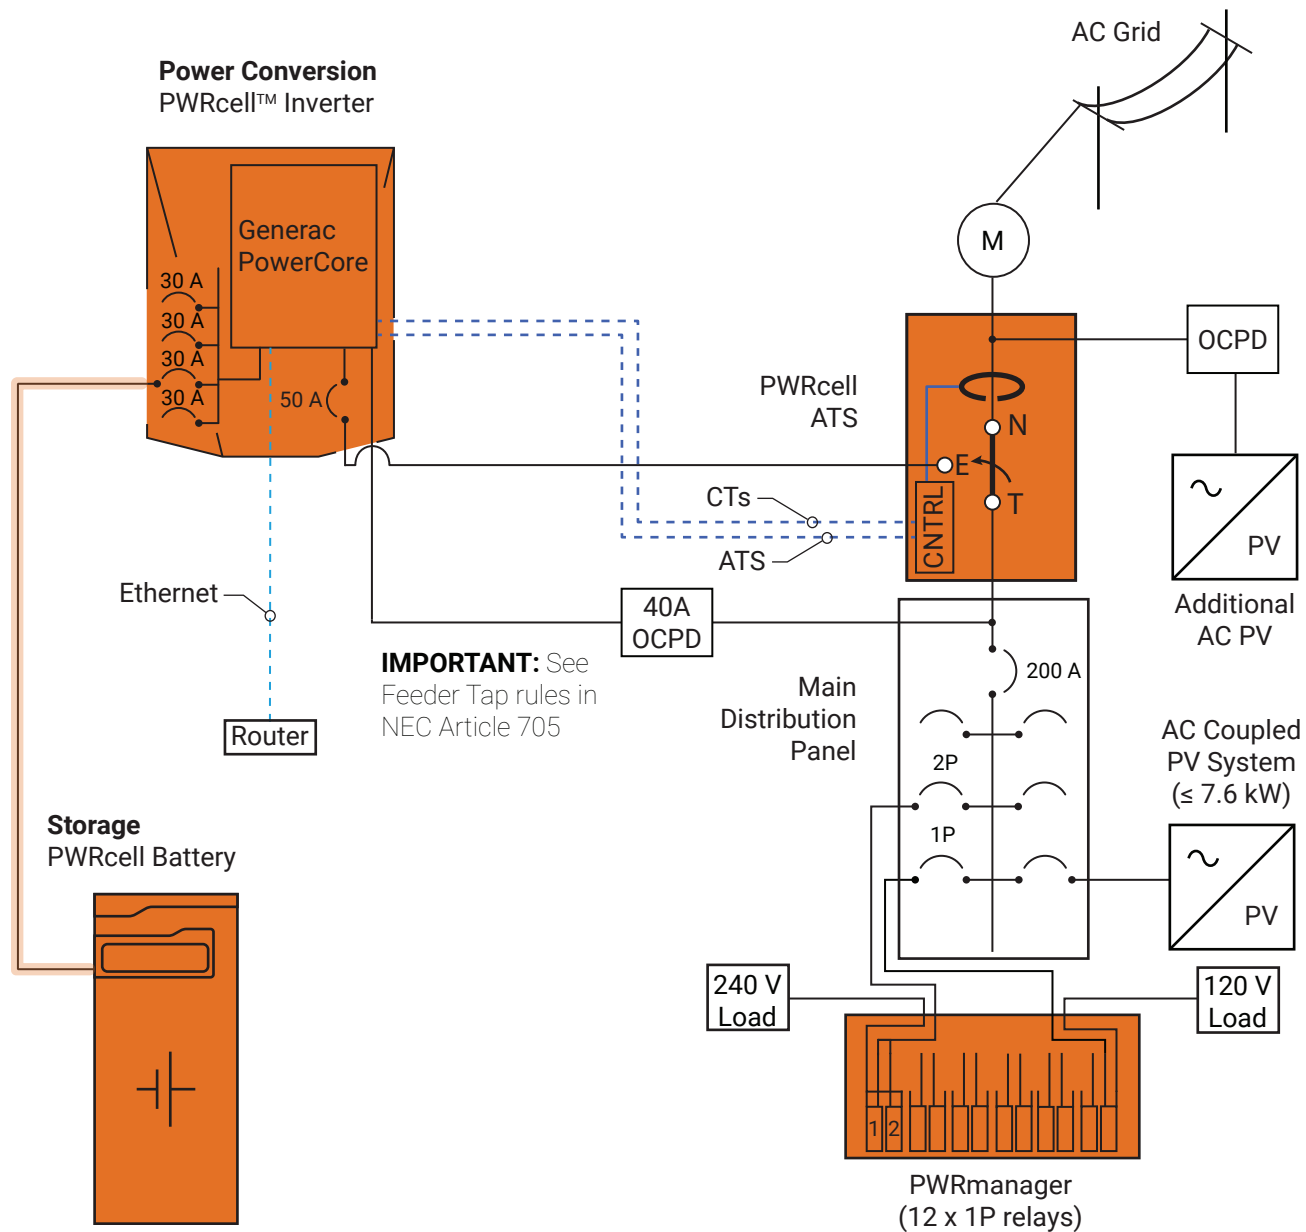 AC Grid
Power Conversion
PWRcell™ Inverter
Generac
PowerCore
30 A
30 A
30 A
30 A
50 A
M
OCPD
PWRcell
ATS
N
E
T
CNTRL
PV
CTs
ATS
Additional
AC PV
Ethernet
40A
OCPD
IMPORTANT: See
Feeder Tap rules in
NEC Article 705
Router
Main
Distribution
Panel
200 A
2P
1P
AC Coupled
PV System
(≤ 7.6 kW)
PV
Storage
PWRcell Battery
240 V
Load
120 V
Load
1 2
PWRmanager
(12 x 1P relays)